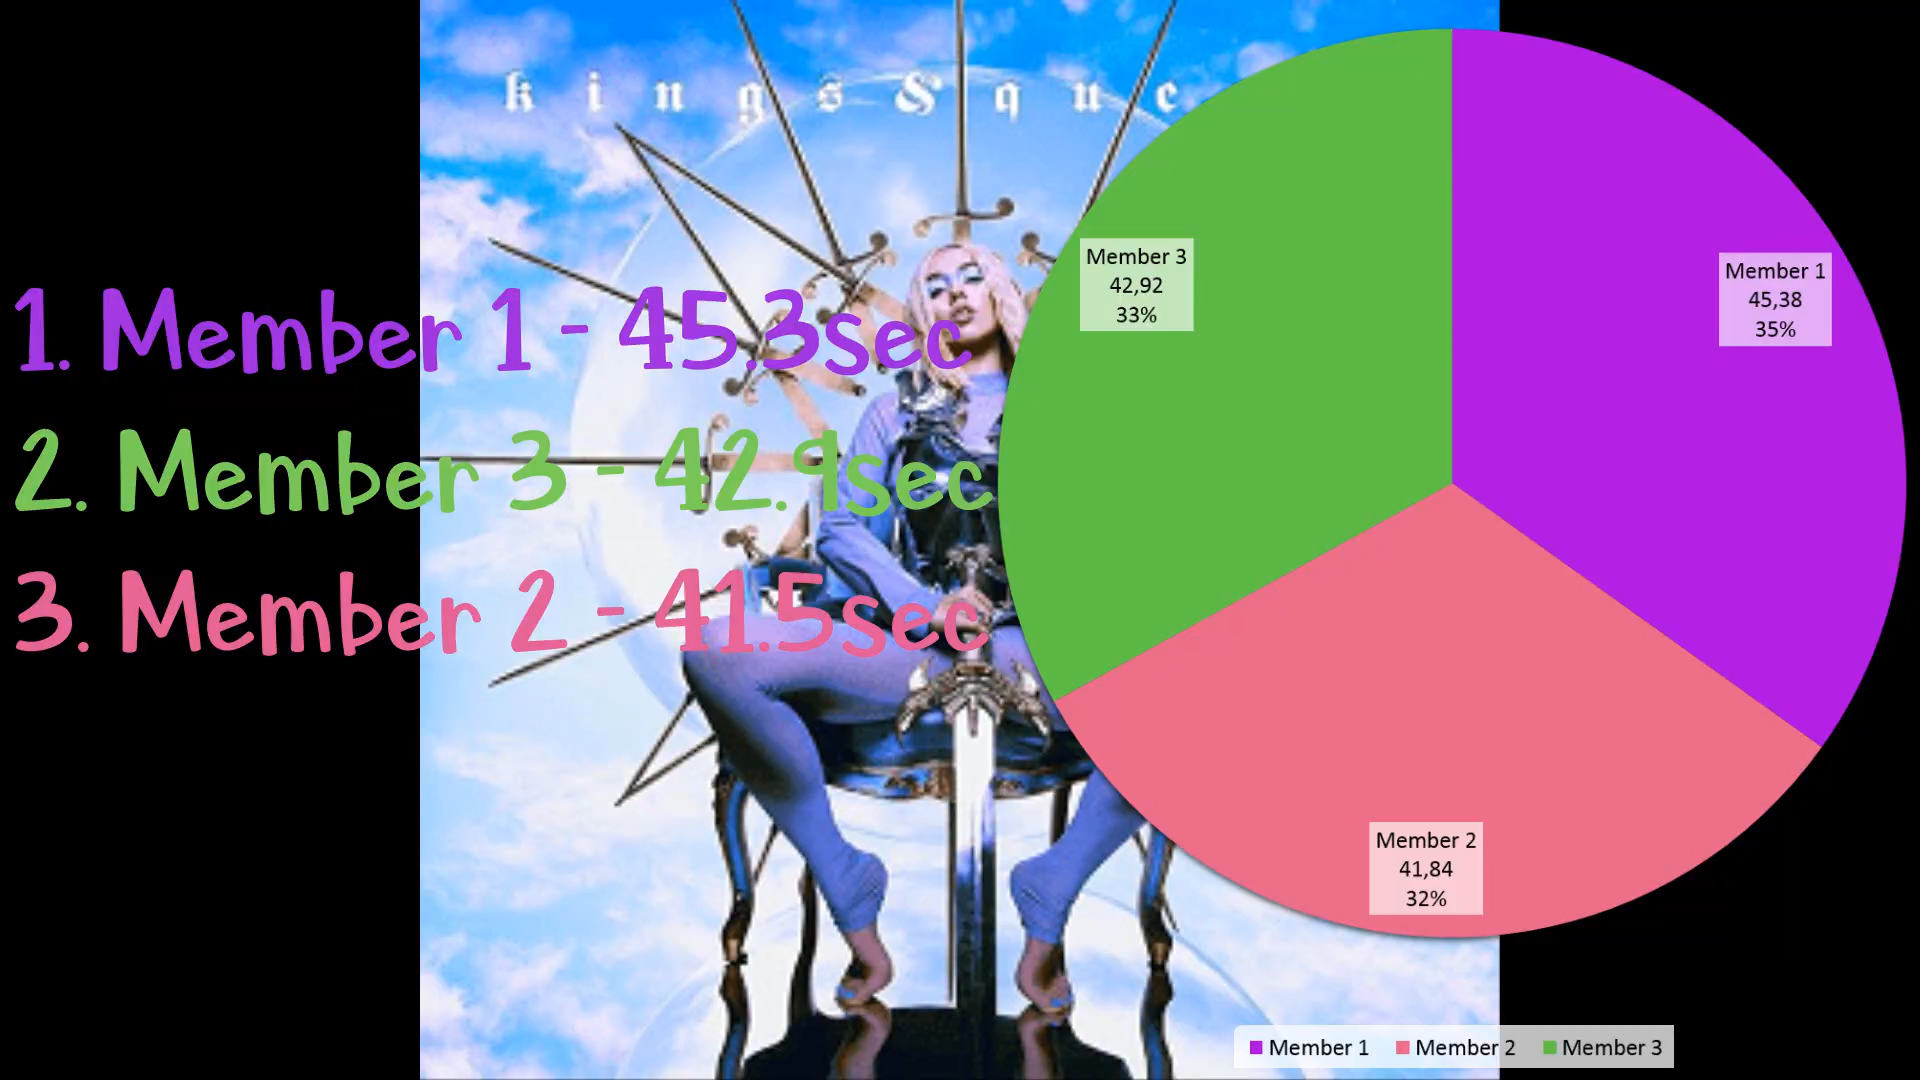 kings&que
1. Member 1 - 45.3sec
2. Member 3 - 42.9sec
3. Member 2 - 41.5sec
Member 3
42,92
33%
Member 1
45,38
35%
Member 2
41,84
32%
Member 1 Member 2 Member 3